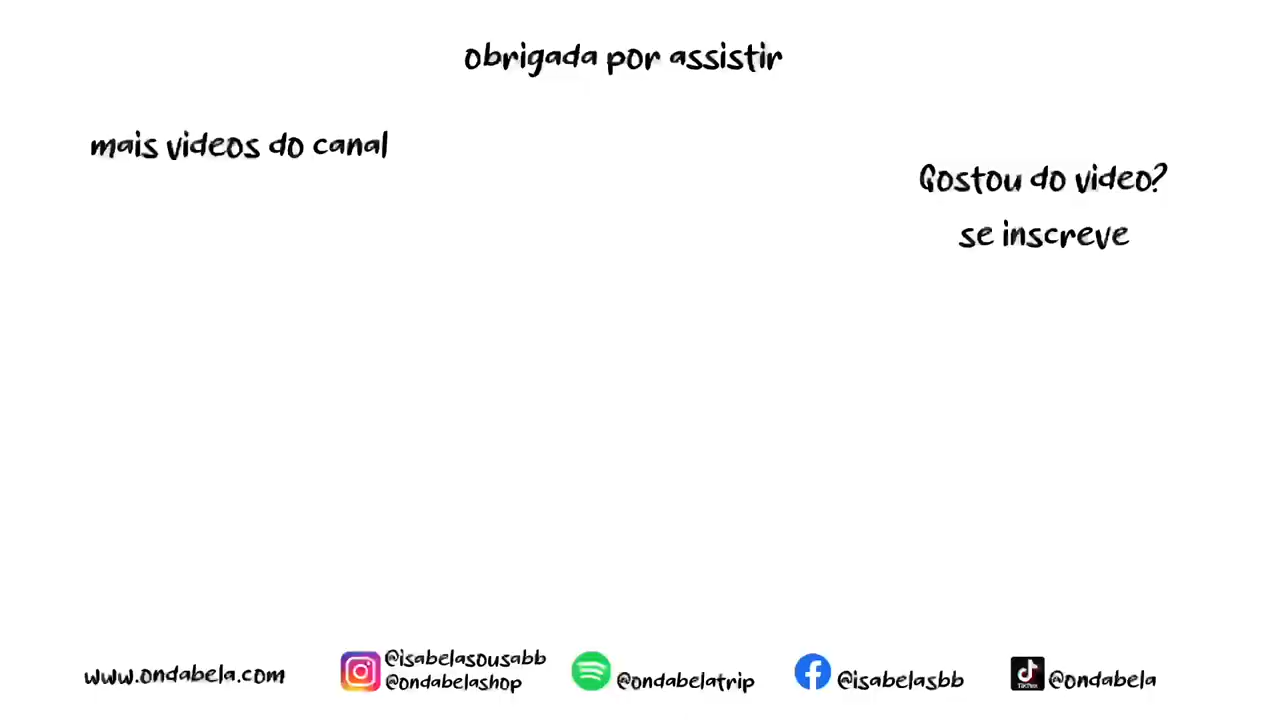 obrigada por assistir
mais videos do canal
Gostou do video?
se inscreve
www.ondabela.com
@isabelasousabb
@ondabelashop
@ondabelatrip
@isabelasbb
TikTok
@ondabela